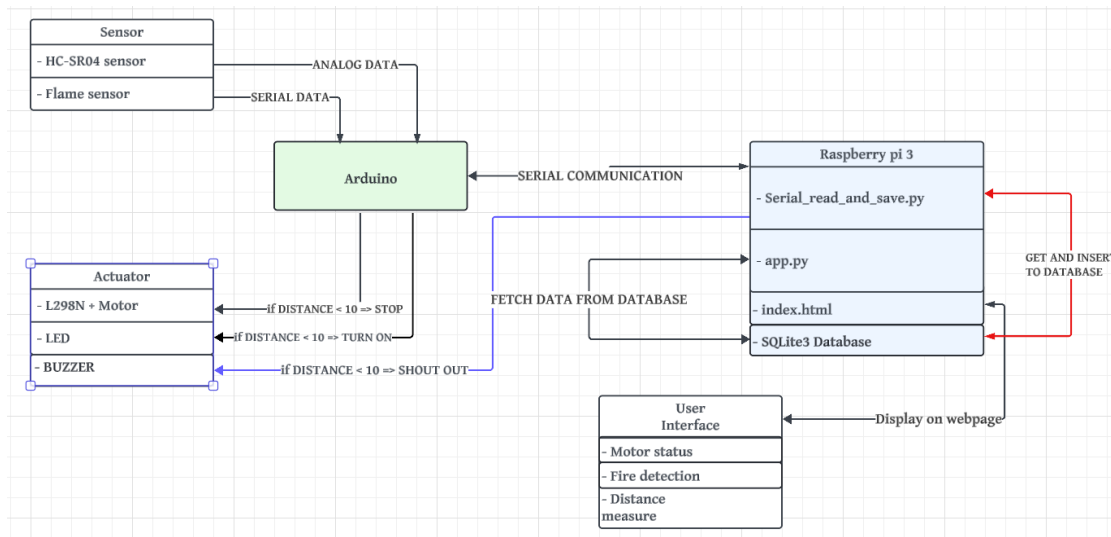 Sensor
- HC-SR04 sensor
- Flame sensor
ANALOG DATA
SERIAL DATA
Arduino
SERIAL COMMUNICATION
Raspberry pi 3
- Serial_read_and_save.py
- app.py
- index.html
- SQLite3 Database
GET AND INSERT
TO DATABASE
FETCH DATA FROM DATABASE
Actuator
- L298N + Motor
- LED
- BUZZER
if DISTANCE < 10 => STOP
if DISTANCE < 10 => TURN ON
if DISTANCE < 10 => SHOUT OUT
User
Interface
- Motor status
- Fire detection
- Distance
measure
Display on webpage